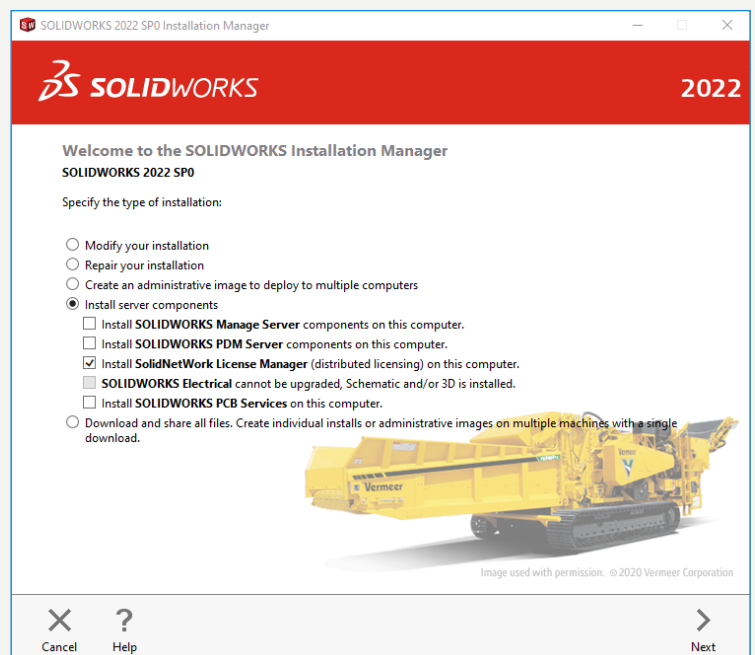 SOLIDWORKS 2022 SP0 Installation Manager
SOLIDWORKS
2022
Welcome to the SOLIDWORKS Installation Manager
SOLIDWORKS 2022 SP0
Specify the type of installation:
Modify your installation
Repair your installation
Create an administrative image to deploy to multiple computers
Install server components
Install SOLIDWORKS Manage Server components on this computer.
Install SOLIDWORKS PDM Server components on this computer.
Install SolidNetWork License Manager (distributed licensing) on this computer.
SOLIDWORKS Electrical cannot be upgraded, Schematic and/or 3D is installed.
Install SOLIDWORKS PCB Services on this computer.
Download and share all files. Create individual installs or administrative images on multiple machines with a single
download.
Vermeer
Vermeer
Image used with permission. © 2020 Vermeer Corporation
Cancel
Help
Next